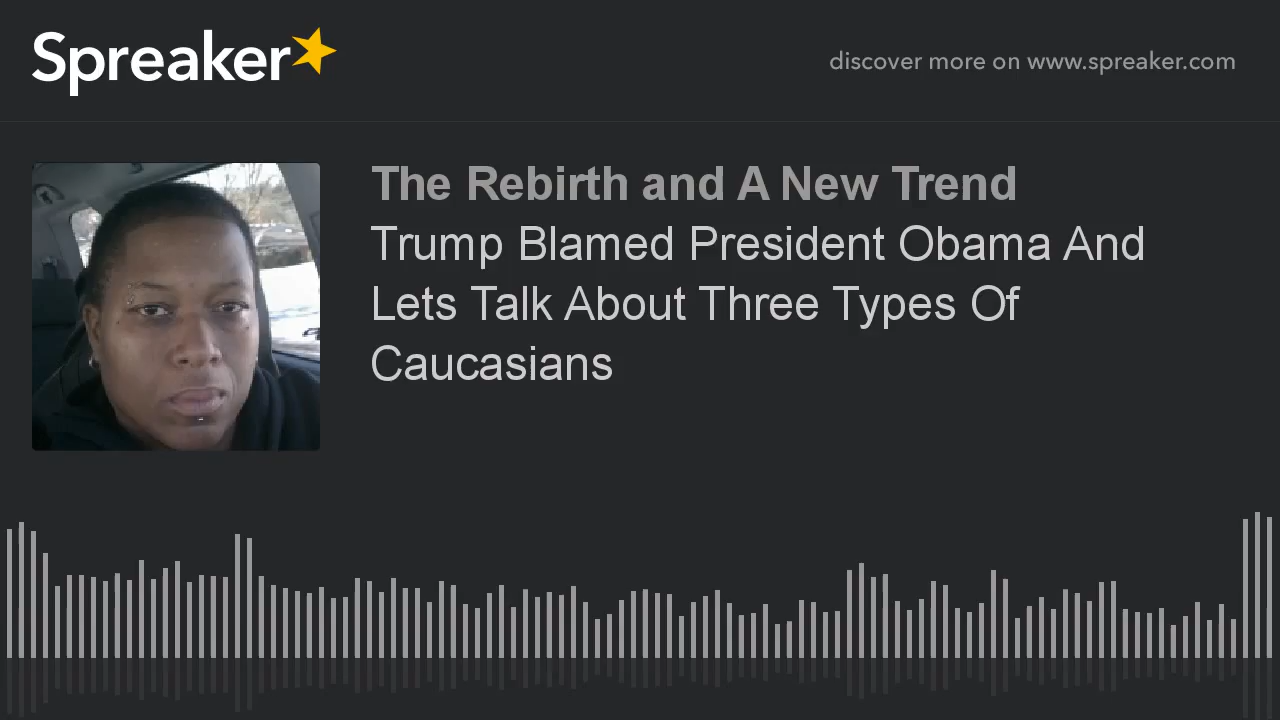 Spreaker
discover more on www.spreaker.com
The Rebirth and A New Trend
Trump Blamed President Obama And
Lets Talk About Three Types Of
Caucasians